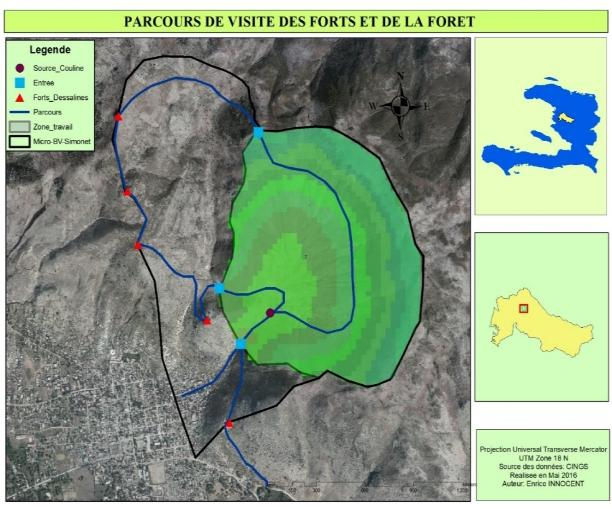 PARCOURS DE VISITE DES FORTS ET DE LA FORET
Legende
Source_Couline
Entree
Forts_Dessalines
Parcours
Zone_travail
Micro-BV-Simonet
N
W
E
S
Projection Universal Transverse Mercator
UTM Zone 18 N
Source des données: CINGS
Realisee en Mai 2016
Auteur: Enrico INNOCENT